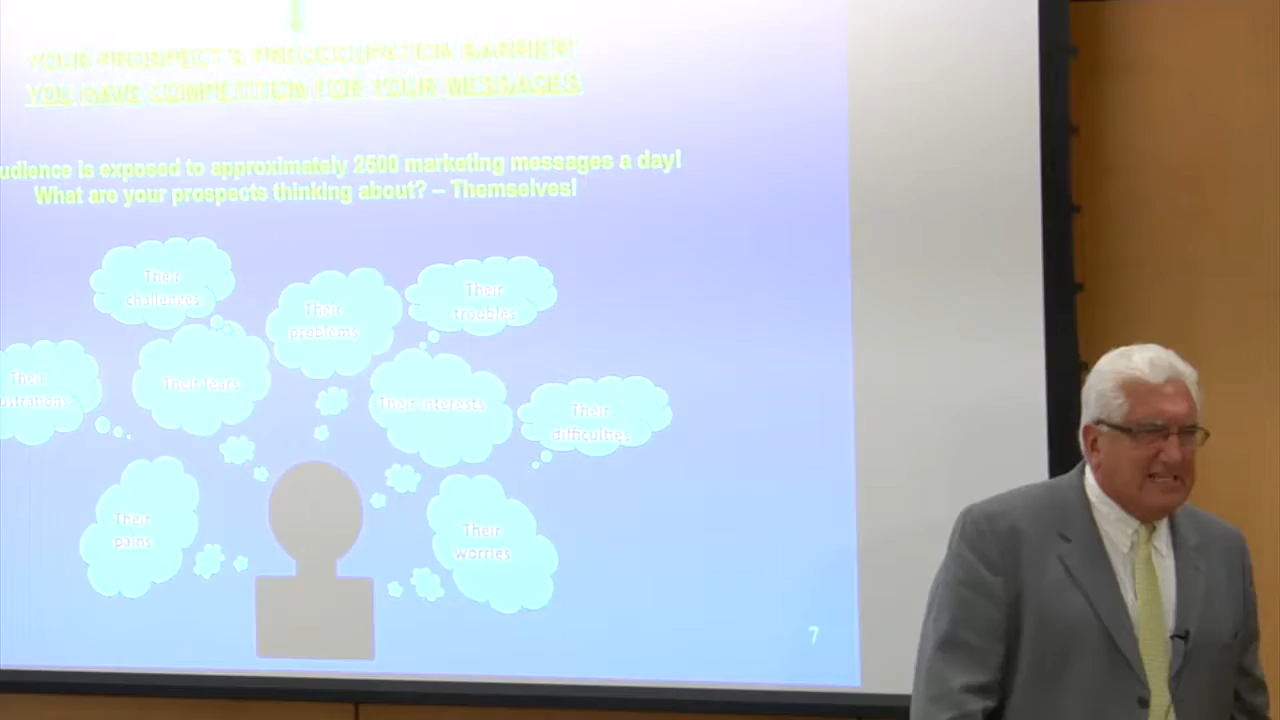 YOUR PROSPECT'S PREOCCUPATION BARRIER!
YOU HAVE COMPETITION FOR YOUR MESSAGES
udience is exposed to approximately 2500 marketing messages a day!
What are your prospects thinking about? – Themselves!
Their
challenges
Their
problems
Their
troubles
Their
ustrations
Their fears
Their interests
Their
difficulties
Their
pains
Their
worries
7